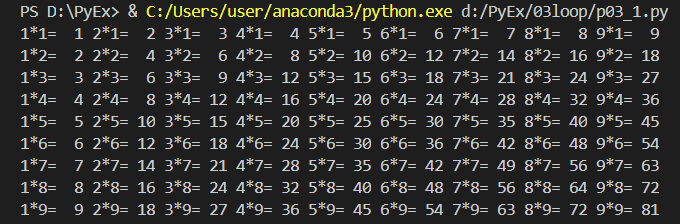 PS D:\PyEx> & C:/Users/user/anaconda3/python.exe d:/PyEx/03loop/p03_1.py
1*1=  1 2*1=  2 3*1=  3 4*1=  4 5*1=  5 6*1=  6 7*1=  7 8*1=  8 9*1=  9
1*2=  2 2*2=  4 3*2=  6 4*2=  8 5*2= 10 6*2= 12 7*2= 14 8*2= 16 9*2= 18
1*3=  3 2*3=  6 3*3=  9 4*3= 12 5*3= 15 6*3= 18 7*3= 21 8*3= 24 9*3= 27
1*4=  4 2*4=  8 3*4= 12 4*4= 16 5*4= 20 6*4= 24 7*4= 28 8*4= 32 9*4= 36
1*5=  5 2*5= 10 3*5= 15 4*5= 20 5*5= 25 6*5= 30 7*5= 35 8*5= 40 9*5= 45
1*6=  6 2*6= 12 3*6= 18 4*6= 24 5*6= 30 6*6= 36 7*6= 42 8*6= 48 9*6= 54
1*7=  7 2*7= 14 3*7= 21 4*7= 28 5*7= 35 6*7= 42 7*7= 49 8*7= 56 9*7= 63
1*8=  8 2*8= 16 3*8= 24 4*8= 32 5*8= 40 6*8= 48 7*8= 56 8*8= 64 9*8= 72
1*9=  9 2*9= 18 3*9= 27 4*9= 36 5*9= 45 6*9= 54 7*9= 63 8*9= 72 9*9= 81